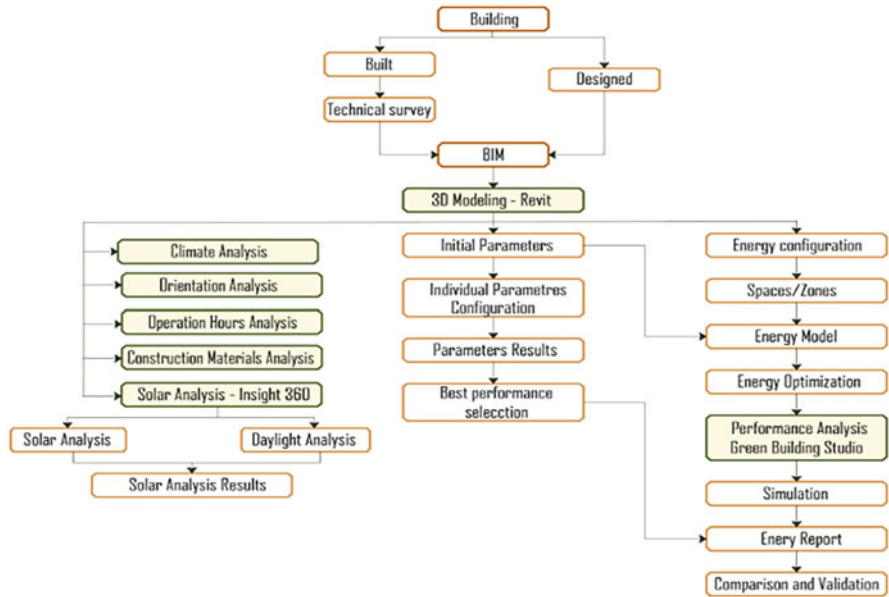 Building
Built
Designed
Technical survey
BIM
3D Modeling - Revit
Climate Analysis
Orientation Analysis
Operation Hours Analysis
Construction Materials Analysis
Solar Analysis - Insight 360
Solar Analysis
Daylight Analysis
Solar Analysis Results
Initial Parameters
Individual Parametres
Configuration
Parameters Results
Best performance
selecction
Energy configuration
Spaces/Zones
Energy Model
Energy Optimization
Performance Analysis
Green Building Studio
Simulation
Enery Report
Comparison and Validation